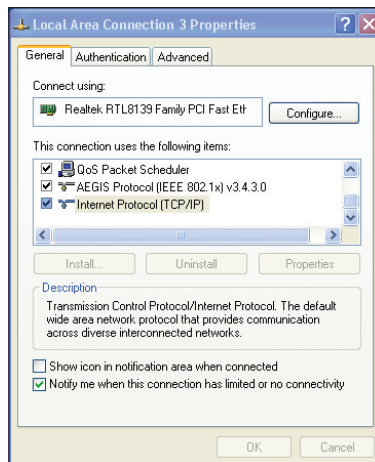 Local Area Connection 3 Properties
General Authentication Advanced
Connect using:
Realtek RTL8139 Family PCI Fast Eth Configure...
This connection uses the following items:
QoS Packet Scheduler
AEGIS Protocol (IEEE 802.1x) v3.4.3.0
Internet Protocol (TCP/IP)
Install... Uninstall Properties
Description
Transmission Control Protocol/Internet Protocol. The default
wide area network protocol that provides communication
across diverse interconnected networks.
Show icon in notification area when connected
Notify me when this connection has limited or no connectivity
OK Cancel